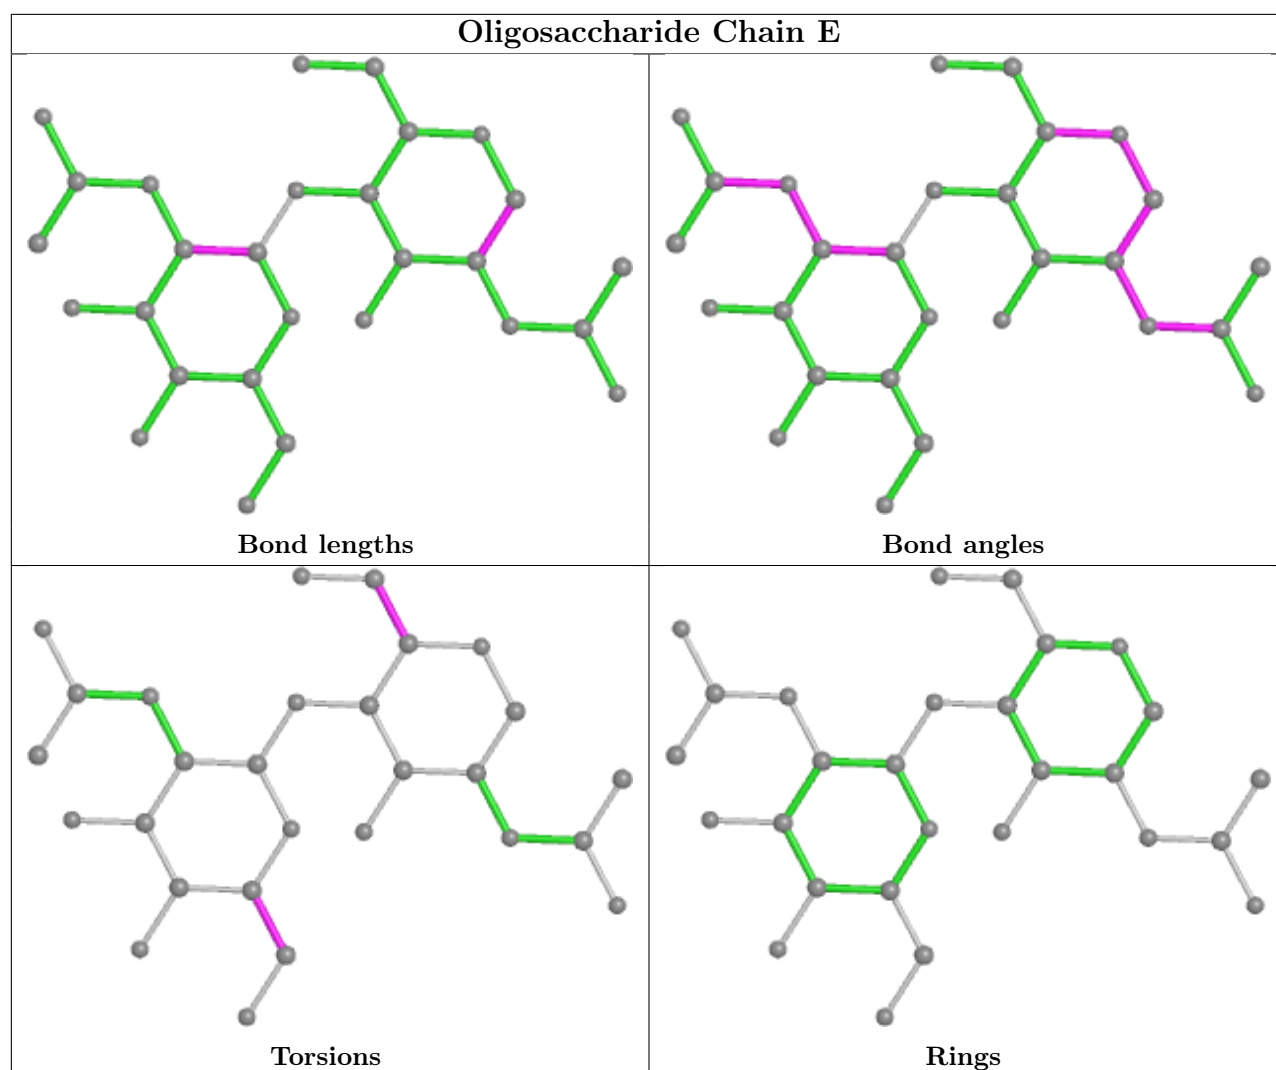 Oligosaccharide Chain E
Bond lengths
Bond angles
Torsions
Rings